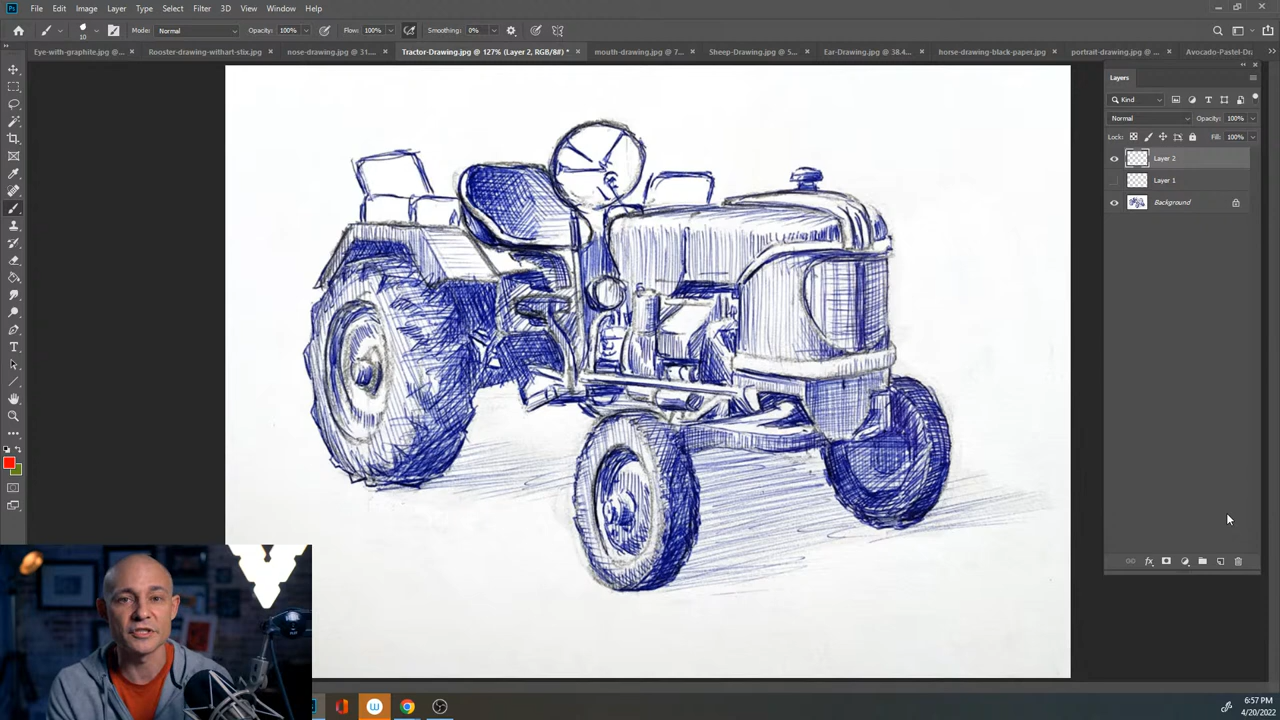 Ps File Edit Image Layer Type Select Filter 3D View Window Help
10 Mode: Normal Opacity: 100% Flow: 100% Smoothing: 0%
Eye-with-graphite.jpg @ Rooster-drawing-withart-stix.jpg nose-drawing.jpg @ 31.... Tractor-Drawing.jpg @ 127% (Layer 2, RGB/8#) * mouth-drawing.jpg @ 7... Sheep-Drawing.jpg @ 5... Ear-Drawing.jpg @ 38.4... horse-drawing-black-paper.jpg portrait-drawing.jpg @ Avocado-Pastel-Dr
Layers
Kind
Normal Opacity: 100%
Lock: Fill: 100%
Layer 2
Layer 1
Background
fx
W
6:57 PM
4/20/2022